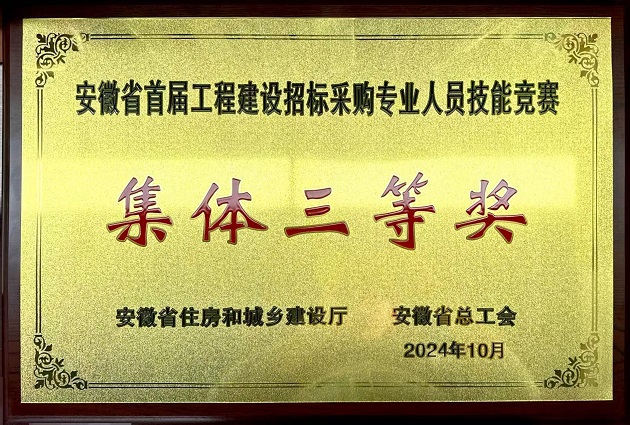 安徽省首届工程建设招标采购专业人员技能竞赛
集体三等奖
安徽省住房和城乡建设厅 安徽省总工会
2024年10月